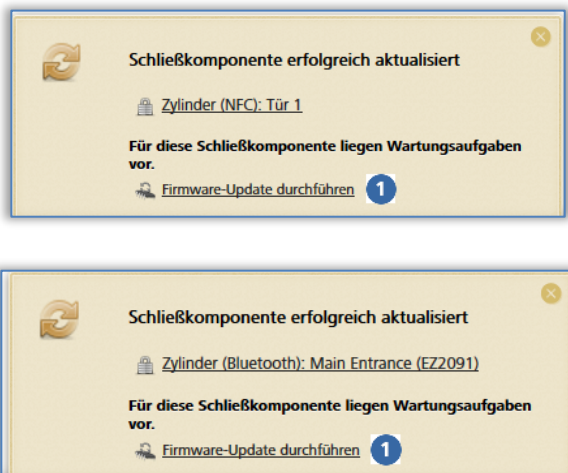 Schließkomponente erfolgreich aktualisiert
Zylinder (NFC): Tür 1
Für diese Schließkomponente liegen Wartungsaufgaben
vor.
Firmware-Update durchführen 1
Schließkomponente erfolgreich aktualisiert
Zylinder (Bluetooth): Main Entrance (EZ2091)
Für diese Schließkomponente liegen Wartungsaufgaben
vor.
Firmware-Update durchführen 1